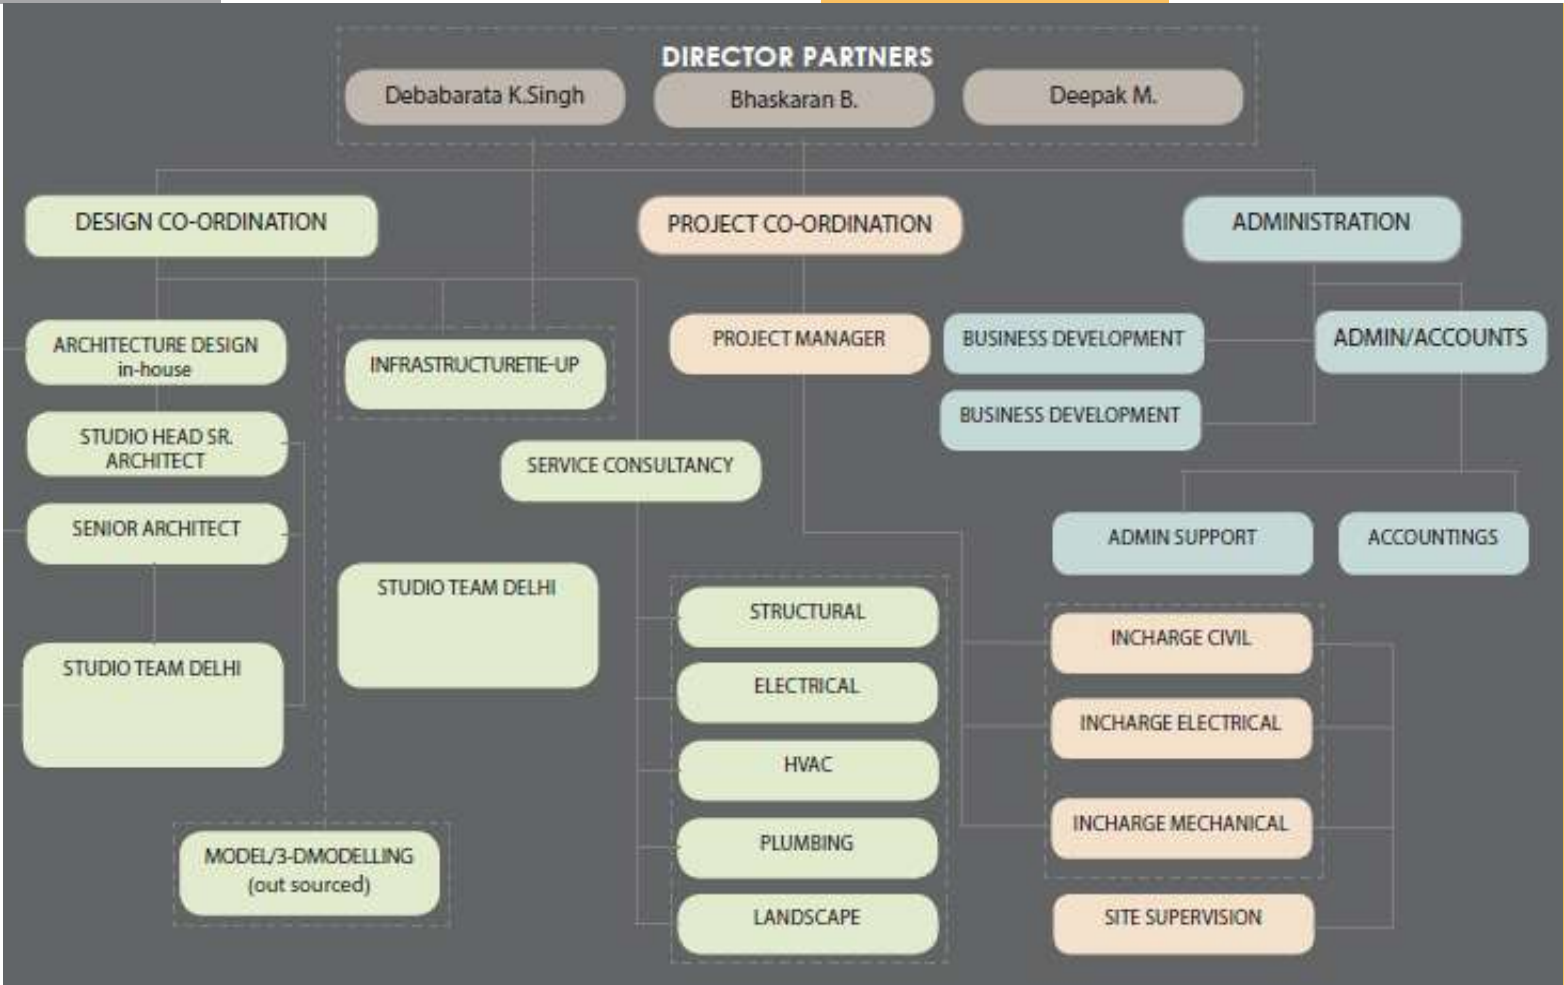 DIRECTOR PARTNERS
Debabarata K.Singh
Bhaskaran B.
Deepak M.
DESIGN CO-ORDINATION
PROJECT CO-ORDINATION
ADMINISTRATION
ARCHITECTURE DESIGN
in-house
INFRASTRUCTURETIE-UP
PROJECT MANAGER
BUSINESS DEVELOPMENT
ADMIN/ACCOUNTS
BUSINESS DEVELOPMENT
STUDIO HEAD SR.
ARCHITECT
SERVICE CONSULTANCY
SENIOR ARCHITECT
ADMIN SUPPORT
ACCOUNTINGS
STUDIO TEAM DELHI
STUDIO TEAM DELHI
STRUCTURAL
INCHARGE CIVIL
ELECTRICAL
INCHARGE ELECTRICAL
HVAC
PLUMBING
INCHARGE MECHANICAL
MODEL/3-DMODELLING
(out sourced)
LANDSCAPE
SITE SUPERVISION